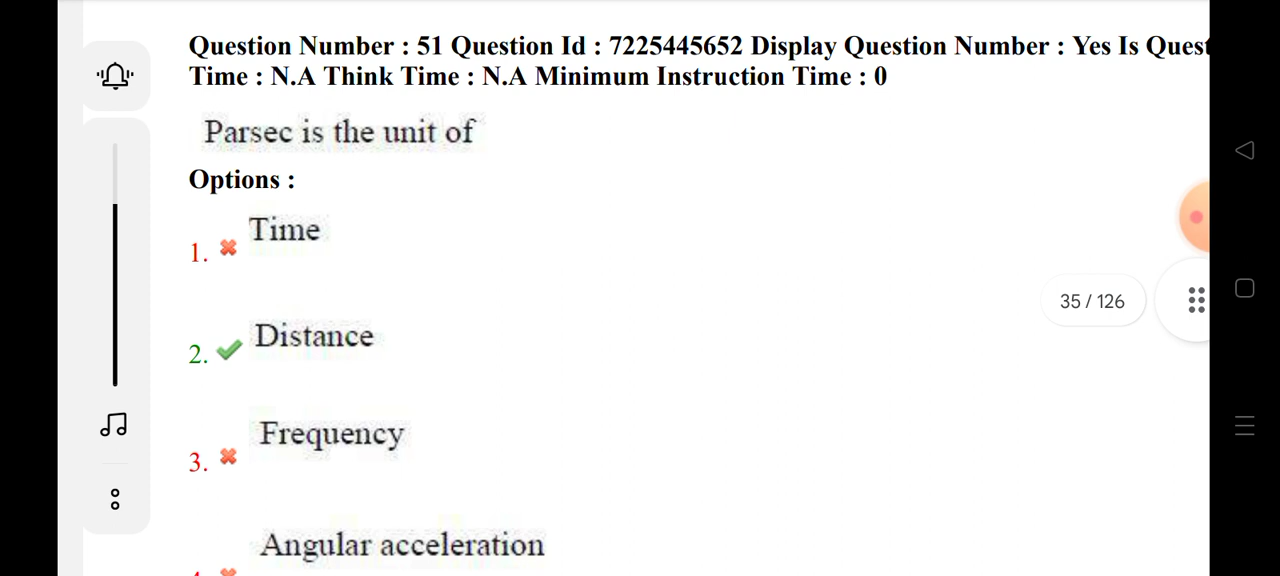 Question Number : 51 Question Id : 7225445652 Display Question Number : Yes Is Quest
Time : N.A Think Time : N.A Minimum Instruction Time : 0
Parsec is the unit of
Options :
1. Time
2. Distance
35 / 126
3. Frequency
Angular acceleration